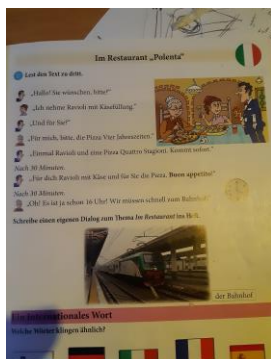 Im Restaurant „Polenta"
Lest den Text zu dritt.
„Hallo! Sie wünschen, bitte?"
„Ich nehme Ravioli mit Käsefüllung."
„Und für Sie?"
„Für mich, bitte, die Pizza Vier Jahreszeiten."
„Einmal Ravioli und eine Pizza Quattro Stagioni. Kommt sofort."
Nach 30 Minuten.
„Für dich Ravioli mit Käse und für Sie die Pizza. Buon appetito!"
Nach 30 Minuten.
„Oh! Es ist ja schon 16 Uhr! Wir müssen schnell zum Bahnhof!"
Schreibe einen eigenen Dialog zum Thema Im Restaurant ins Heft.
der Bahnhof
Ein internationales Wort
Welche Wörter klingen ähnlich?